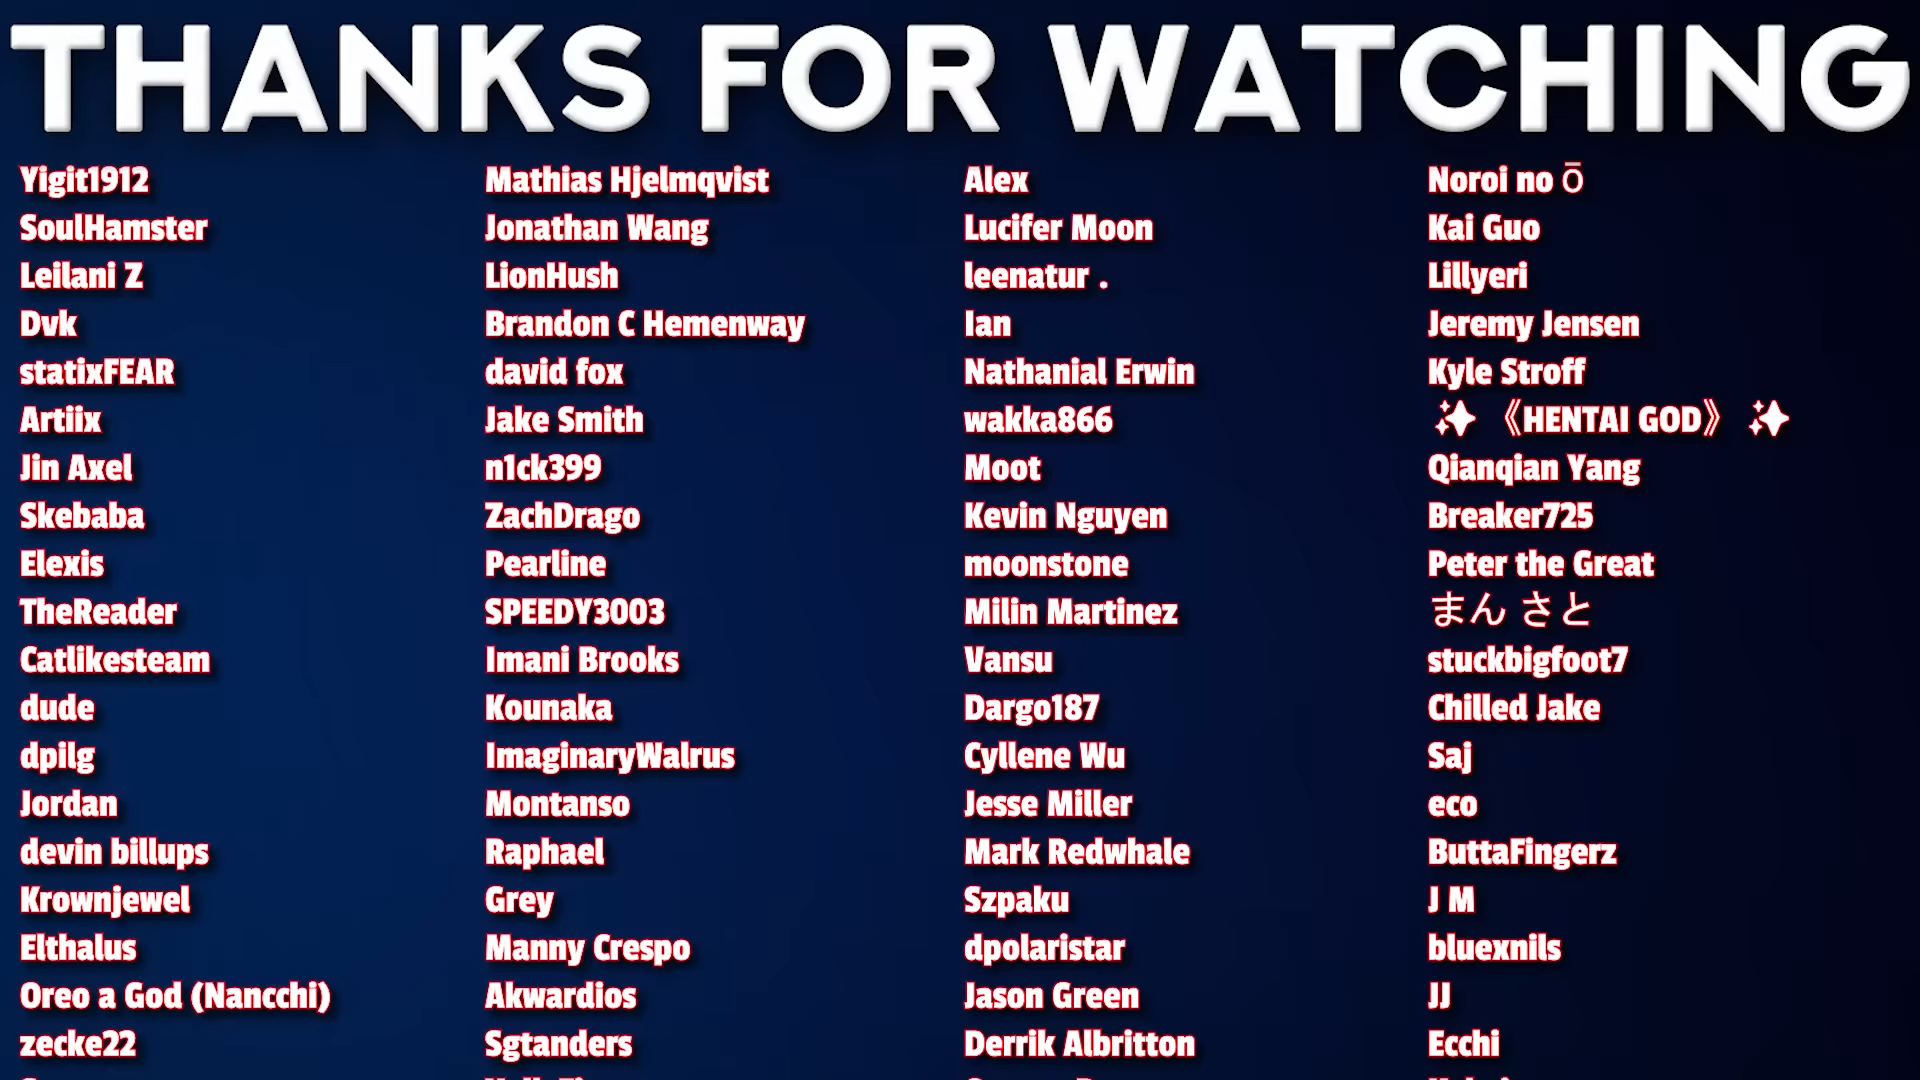 THANKS FOR WATCHING
Yigit1912
SoulHamster
Leilani Z
Dvk
statixFEAR
Artiix
Jin Axel
Skebaba
Elexis
TheReader
Catlikesteam
dude
dpilg
Jordan
devin billups
Krownjewel
Elthalus
Oreo a God (Nancchi)
zecke22
Mathias Hjelmqvist
Jonathan Wang
LionHush
Brandon C Hemenway
david fox
Jake Smith
n1ck399
ZachDrago
Pearline
SPEEDY3003
Imani Brooks
Kounaka
ImaginaryWalrus
Montanso
Raphael
Grey
Manny Crespo
Akwardios
Sgtanders
Alex
Lucifer Moon
leenatur .
Ian
Nathanial Erwin
wakka866
Moot
Kevin Nguyen
moonstone
Milin Martinez
Vansu
Dargo187
Cyllene Wu
Jesse Miller
Mark Redwhale
Szpaku
dpolaristar
Jason Green
Derrik Albritton
Noroi no ō
Kai Guo
Lillyeri
Jeremy Jensen
Kyle Stroff
✨《HENTAI GOD》✨
Qianqian Yang
Breaker725
Peter the Great
まん さと
stuckbigfoot7
Chilled Jake
Saj
eco
ButtaFingerz
J M
bluexnils
JJ
Ecchi